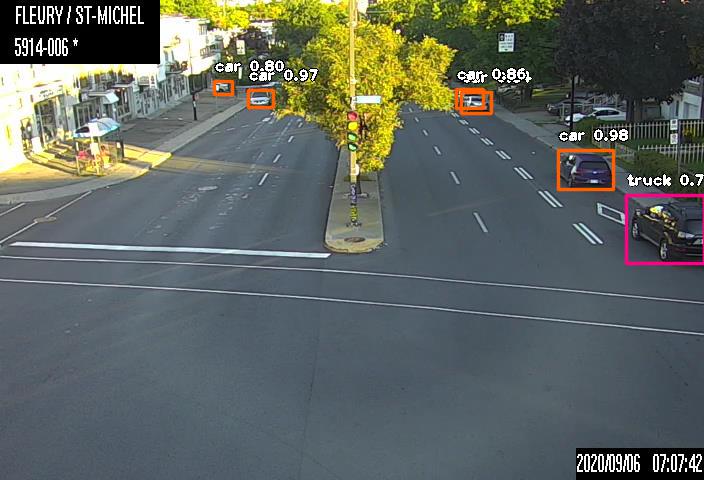 FLEURY / ST-MICHEL
5914-006 *
car 0.80
car 0.97
car 0.86
car 0.98
truck 0.7
2020/09/06 07:07:42